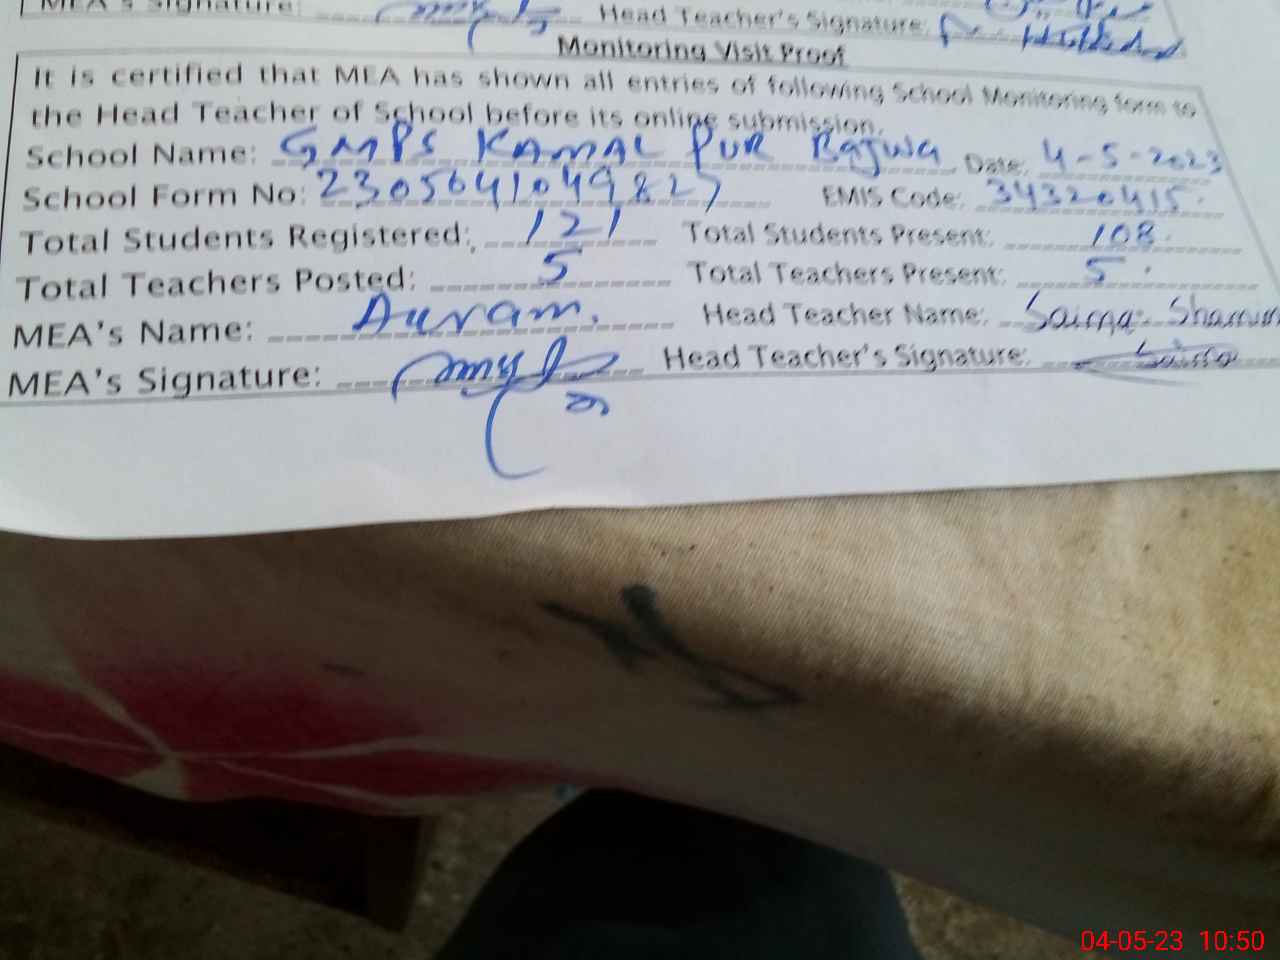 MEA's Signature: Head Teacher's Signature:
Monitoring Visit Proof
It is certified that MEA has shown all entries of following School Monitoring form to
the Head Teacher of School before its online submission.
School Name: GMPS KAMAL PUR Bajwa Date: 4-5-2023
School Form No: 2305041049827 EMIS Code: 34320415
Total Students Registered: 121 Total Students Present: 108
Total Teachers Posted: 5 Total Teachers Present: 5
MEA's Name: Head Teacher Name: Saima
MEA's Signature: Head Teacher's Signature: Saima
04-05-23 10:50